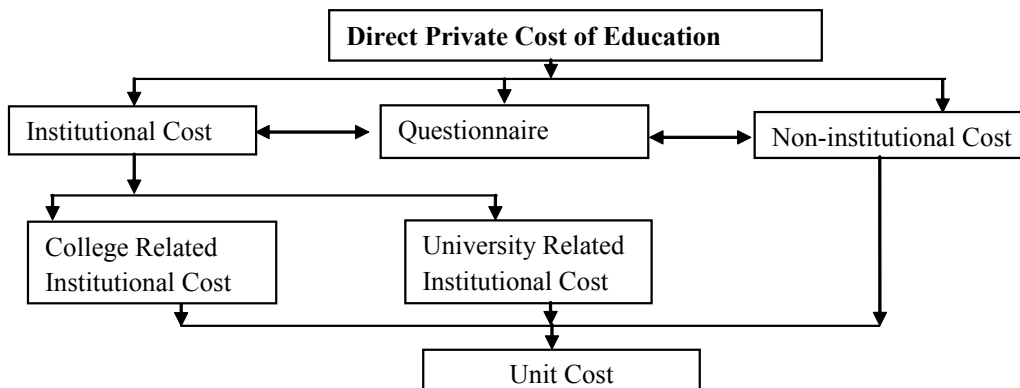 Direct Private Cost of Education
Institutional Cost
Questionnaire
Non-institutional Cost
College Related
Institutional Cost
University Related
Institutional Cost
Unit Cost